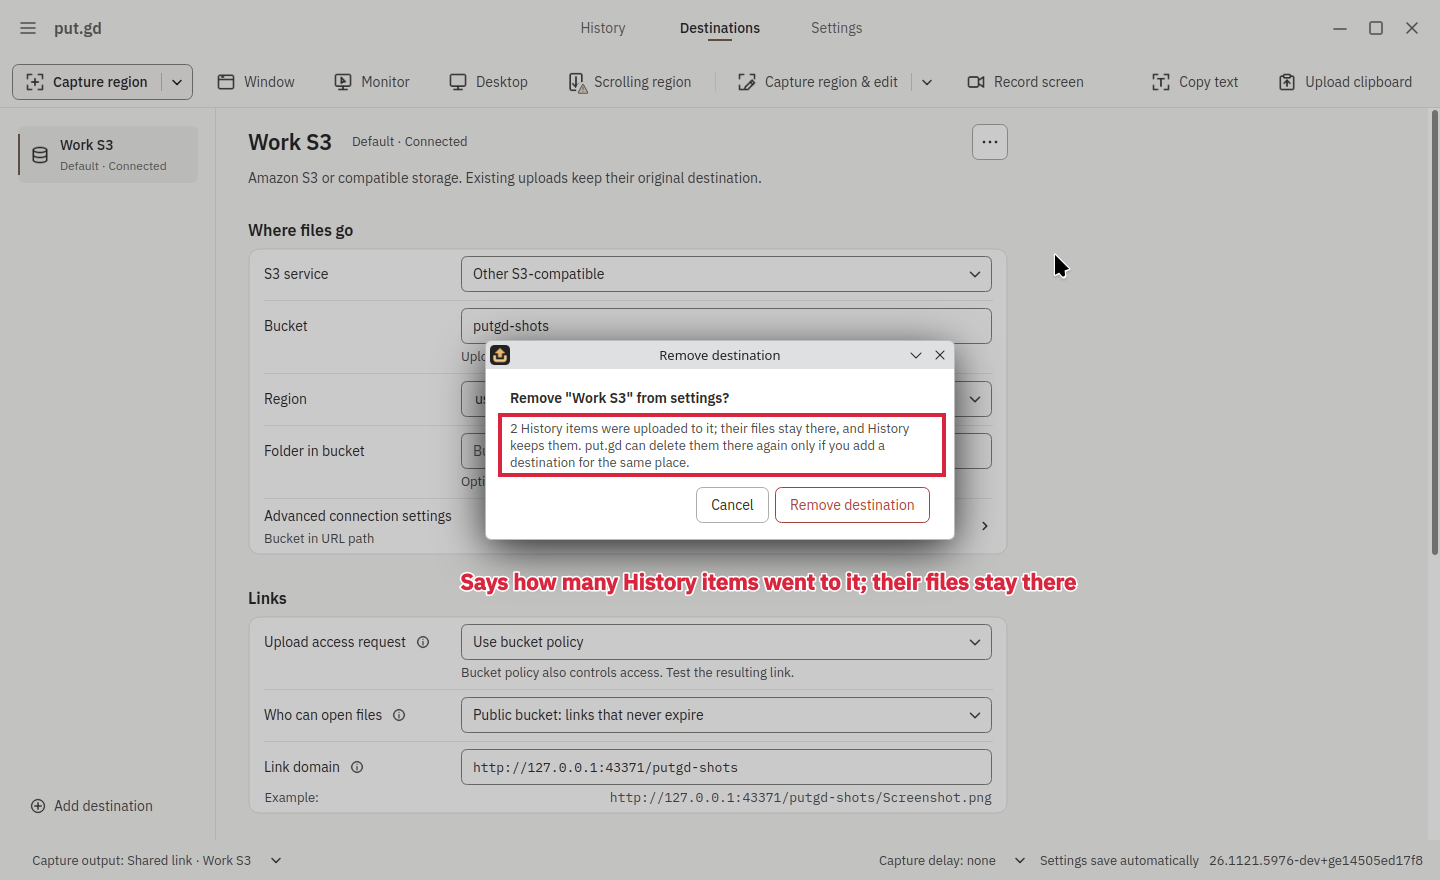 put.gd
History
Destinations
Settings
Capture region
Window
Monitor
Desktop
Scrolling region
Capture region & edit
Record screen
Copy text
Upload clipboard
Work S3
Default · Connected
Work S3
Default · Connected
Amazon S3 or compatible storage. Existing uploads keep their original destination.
Where files go
S3 service
Other S3-compatible
Bucket
putgd-shots
Region
Folder in bucket
Advanced connection settings
Bucket in URL path
Remove destination
Remove "Work S3" from settings?
2 History items were uploaded to it; their files stay there, and History
keeps them. put.gd can delete them there again only if you add a
destination for the same place.
Cancel
Remove destination
Says how many History items went to it; their files stay there
Links
Upload access request
Use bucket policy
Bucket policy also controls access. Test the resulting link.
Who can open files
Public bucket: links that never expire
Link domain
http://127.0.0.1:43371/putgd-shots
Example:
http://127.0.0.1:43371/putgd-shots/Screenshot.png
Add destination
Capture output: Shared link · Work S3
Capture delay: none
Settings save automatically
26.1121.5976-dev+ge14505ed17f8